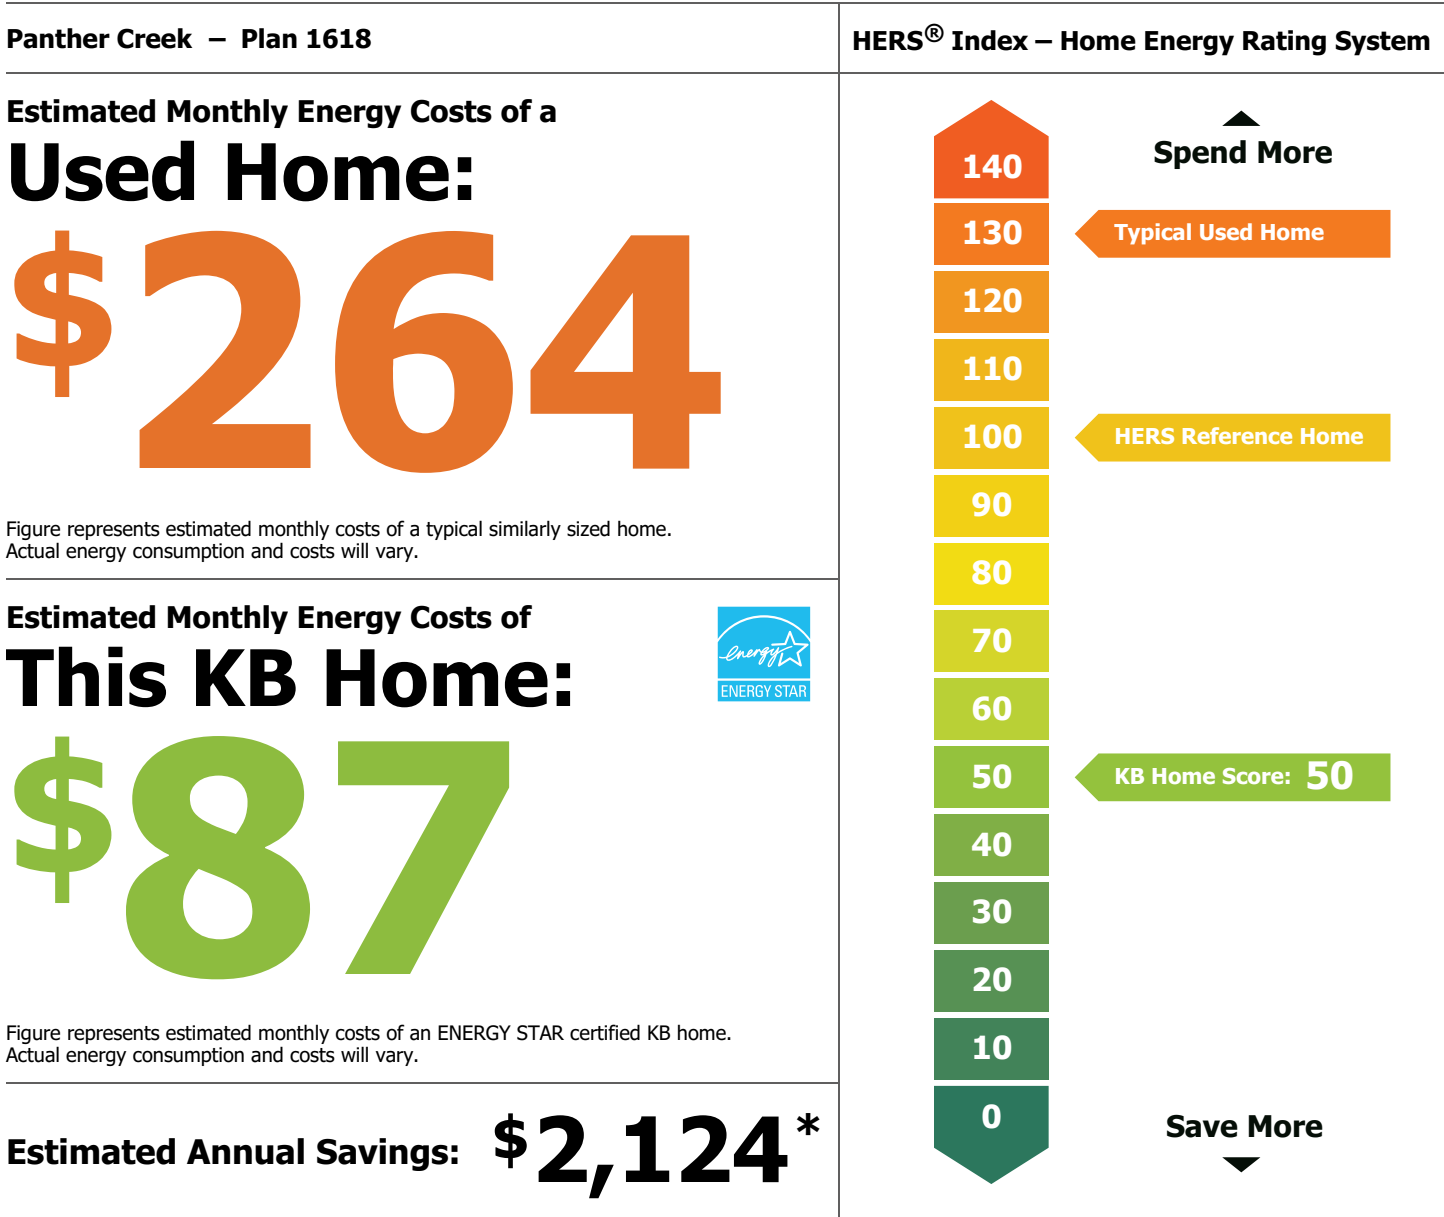 Panther Creek – Plan 1618
Estimated Monthly Energy Costs of a
Used Home:
$264
Figure represents estimated monthly costs of a typical similarly sized home.
Actual energy consumption and costs will vary.
Estimated Monthly Energy Costs of
This KB Home:
energy
ENERGY STAR
$87
Figure represents estimated monthly costs of an ENERGY STAR certified KB home.
Actual energy consumption and costs will vary.
Estimated Annual Savings: $2,124*
HERS® Index – Home Energy Rating System
Spend More
140
130 Typical Used Home
120
110
100 HERS Reference Home
90
80
70
60
50 KB Home Score: 50
40
30
20
10
0
Save More